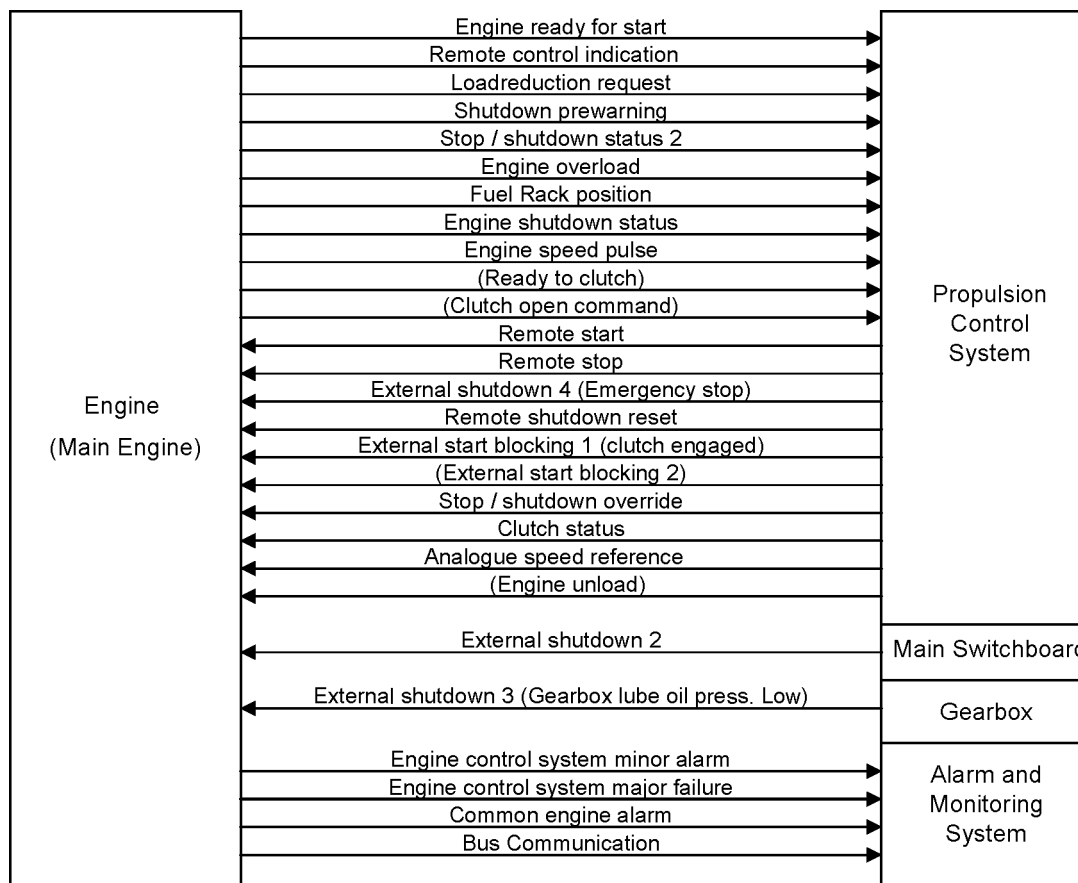 Engine ready for start
Remote control indication
Loadreduction request
Shutdown prewarning
Stop / shutdown status 2
Engine overload
Fuel Rack position
Engine shutdown status
Engine speed pulse
(Ready to clutch)
(Clutch open command)
Remote start
Remote stop
External shutdown 4 (Emergency stop)
Remote shutdown reset
External start blocking 1 (clutch engaged)
(External start blocking 2)
Stop / shutdown override
Clutch status
Analogue speed reference
(Engine unload)
Engine
(Main Engine)
Propulsion
Control
System
External shutdown 2
Main Switchboard
External shutdown 3 (Gearbox lube oil press. Low)
Gearbox
Engine control system minor alarm
Engine control system major failure
Common engine alarm
Bus Communication
Alarm and
Monitoring
System